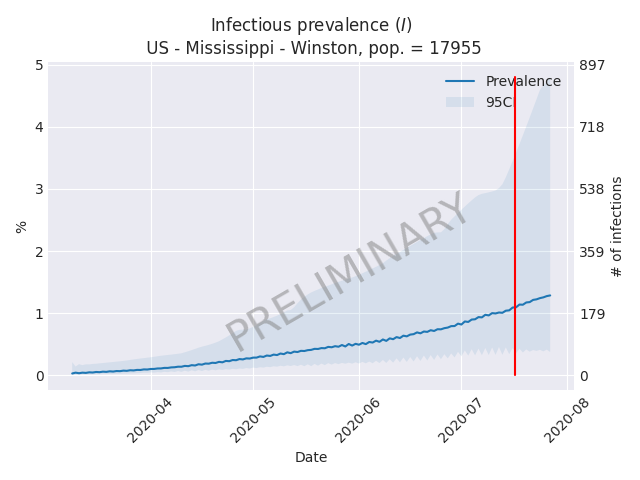 Infectious prevalence (I)
US - Mississippi - Winston, pop. = 17955
5
4
3
2
1
0
%
897
718
538
359
179
0
# of infections
Prevalence
95CI
PRELIMINARY
2020-04
2020-05
2020-06
2020-07
2020-08
Date